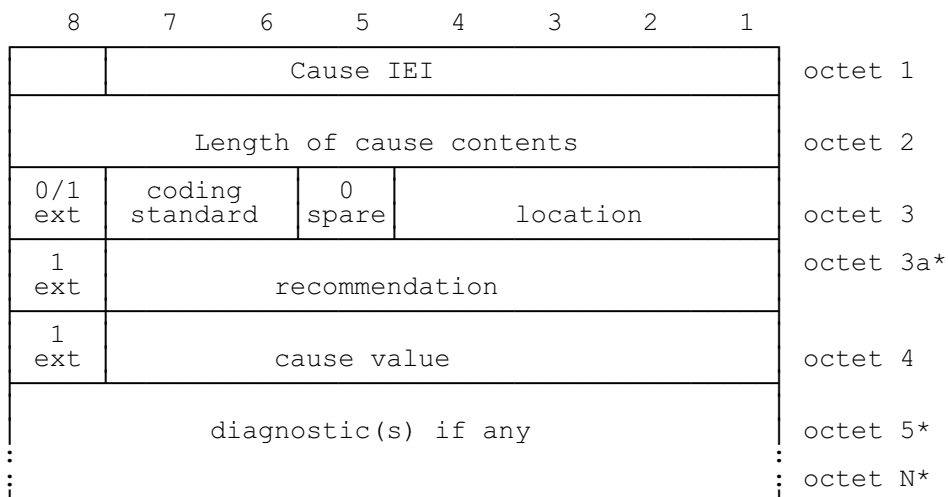 8 7 6 5 4 3 2 1
Cause IEI octet 1
Length of cause contents octet 2
0/1 coding 0
ext standard spare location octet 3
1 octet 3a*
ext recommendation
1
ext cause value octet 4
diagnostic(s) if any octet 5*
octet N*